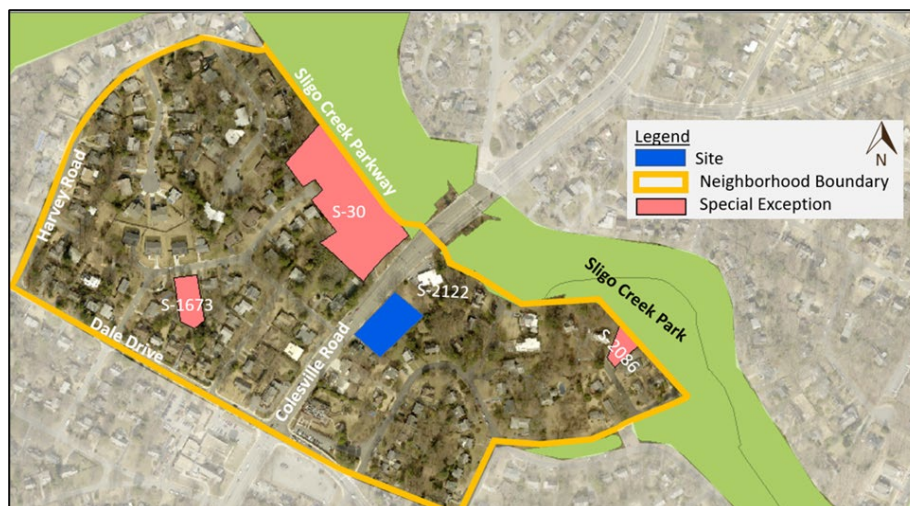 Sligo Creek Parkway
Harvey Road
S-30
S-1673
Dale Drive
Colesville Road
S-2122
Sligo Creek Park
S-2086
Legend
Site
Neighborhood Boundary
Special Exception
N